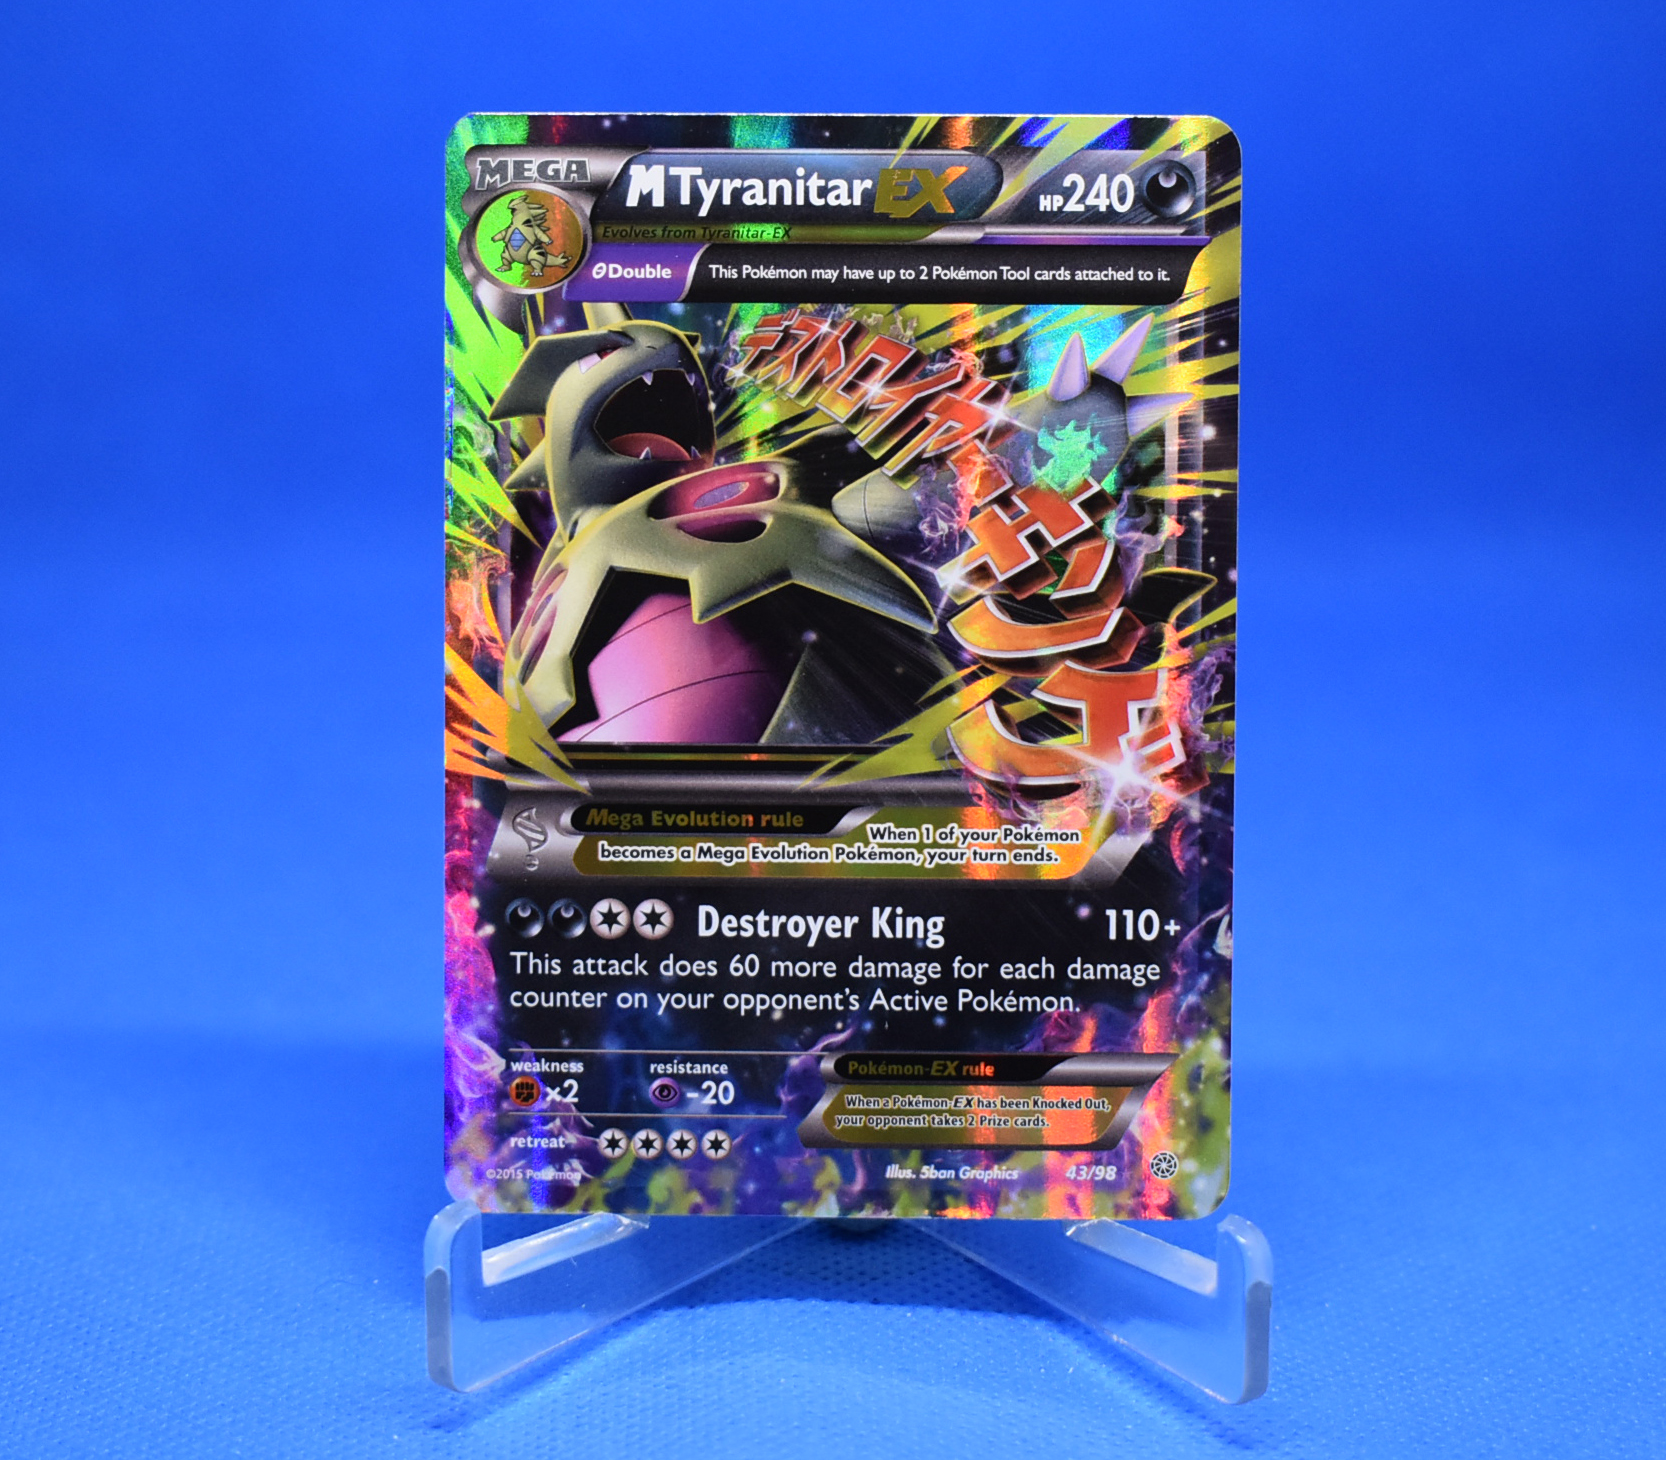 MEGA
M Tyranitar EX
HP 240
Evolves from Tyranitar-EX
θ Double
This Pokémon may have up to 2 Pokémon Tool cards attached to it.
デストロイヤーキング
Mega Evolution rule
When 1 of your Pokémon
becomes a Mega Evolution Pokémon, your turn ends.
Destroyer King 110+
This attack does 60 more damage for each damage
counter on your opponent's Active Pokémon.
weakness resistance
×2 -20
Pokémon-EX rule
When a Pokémon-EX has been Knocked Out,
your opponent takes 2 Prize cards.
retreat
©2015 Pokémon
Illus. 5ban Graphics 43/98